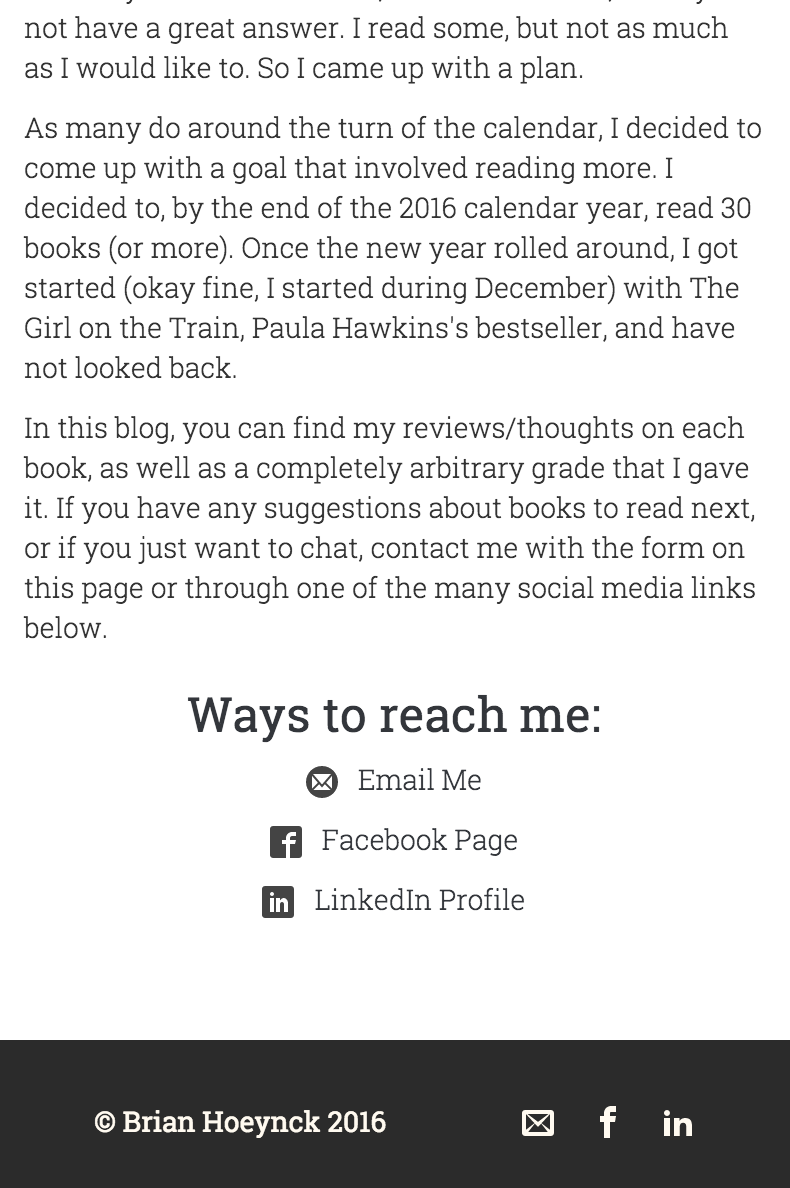 not have a great answer. I read some, but not as much
as I would like to. So I came up with a plan.
As many do around the turn of the calendar, I decided to
come up with a goal that involved reading more. I
decided to, by the end of the 2016 calendar year, read 30
books (or more). Once the new year rolled around, I got
started (okay fine, I started during December) with The
Girl on the Train, Paula Hawkins's bestseller, and have
not looked back.
In this blog, you can find my reviews/thoughts on each
book, as well as a completely arbitrary grade that I gave
it. If you have any suggestions about books to read next,
or if you just want to chat, contact me with the form on
this page or through one of the many social media links
below.
Ways to reach me:
Email Me
Facebook Page
LinkedIn Profile
© Brian Hoeynck 2016